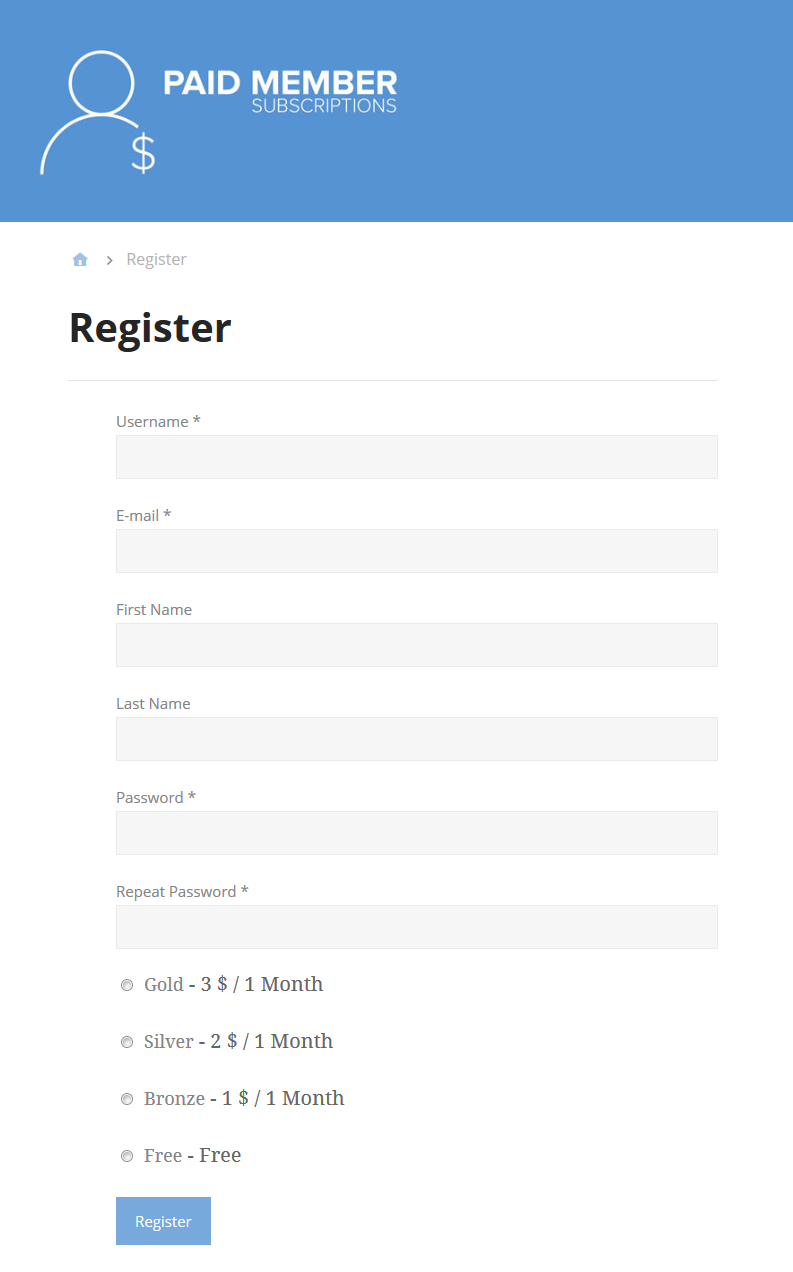 PAID MEMBER
SUBSCRIPTIONS
$
Register
Register
Username *
E-mail *
First Name
Last Name
Password *
Repeat Password *
Gold - 3 $ / 1 Month
Silver - 2 $ / 1 Month
Bronze - 1 $ / 1 Month
Free - Free
Register